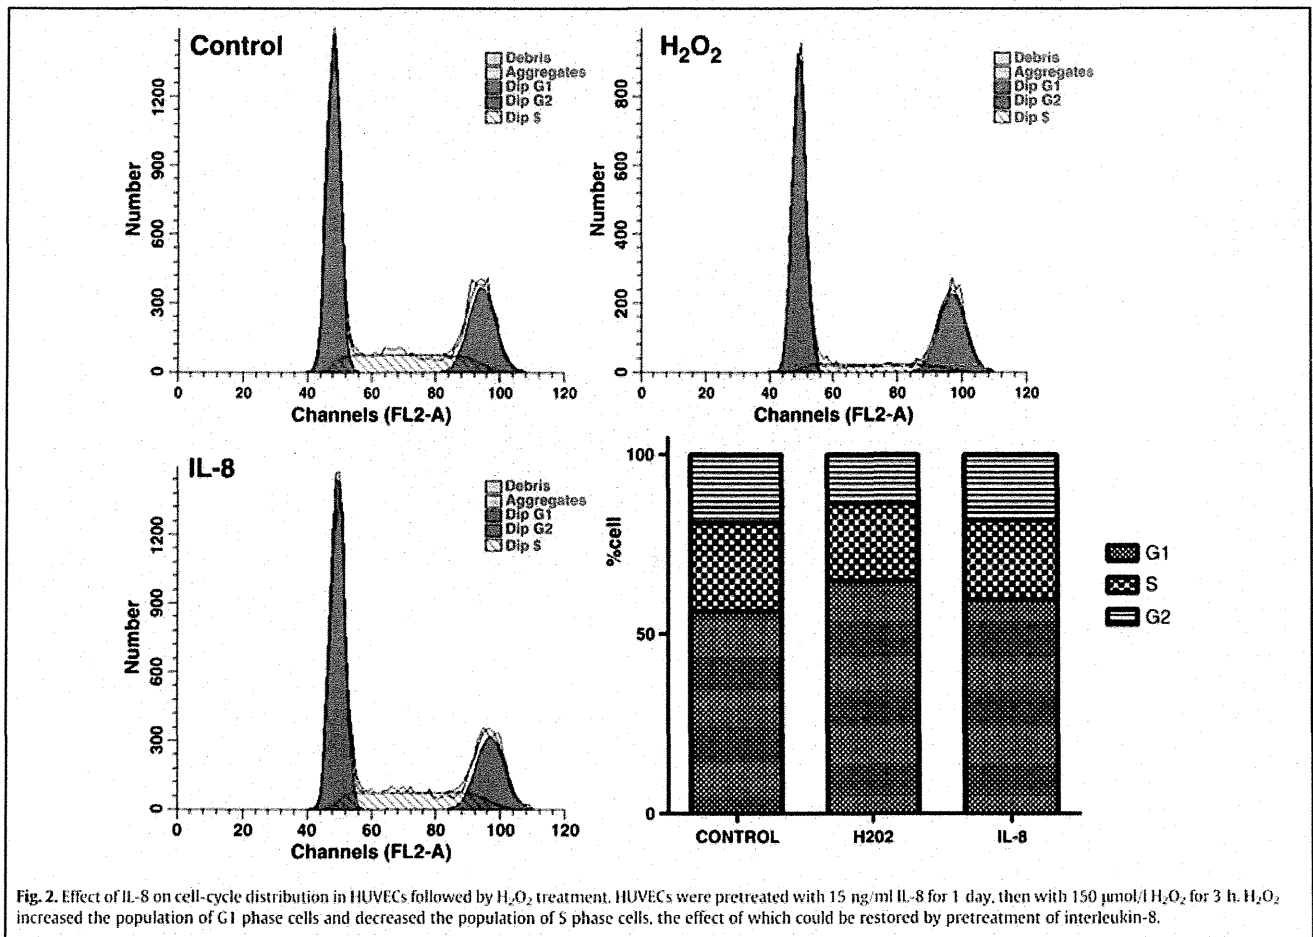 Control
Debris
Aggregates
Dip G1
Dip G2
Dip S
Number
1200
900
600
300
0
0 20 40 60 80 100 120
Channels (FL2-A)
H₂O₂
Debris
Aggregates
Dip G1
Dip G2
Dip S
Number
800
600
400
200
0
0 20 40 60 80 100 120
Channels (FL2-A)
IL-8
Debris
Aggregates
Dip G1
Dip G2
Dip S
Number
1200
900
600
300
0
0 20 40 60 80 100 120
Channels (FL2-A)
%cell
100
50
0
CONTROL H202 IL-8
G1
S
G2
Fig. 2. Effect of IL-8 on cell-cycle distribution in HUVECs followed by H₂O₂ treatment. HUVECs were pretreated with 15 ng/ml IL-8 for 1 day, then with 150 μmol/l H₂O₂ for 3 h. H₂O₂
increased the population of G1 phase cells and decreased the population of S phase cells, the effect of which could be restored by pretreatment of interleukin-8.